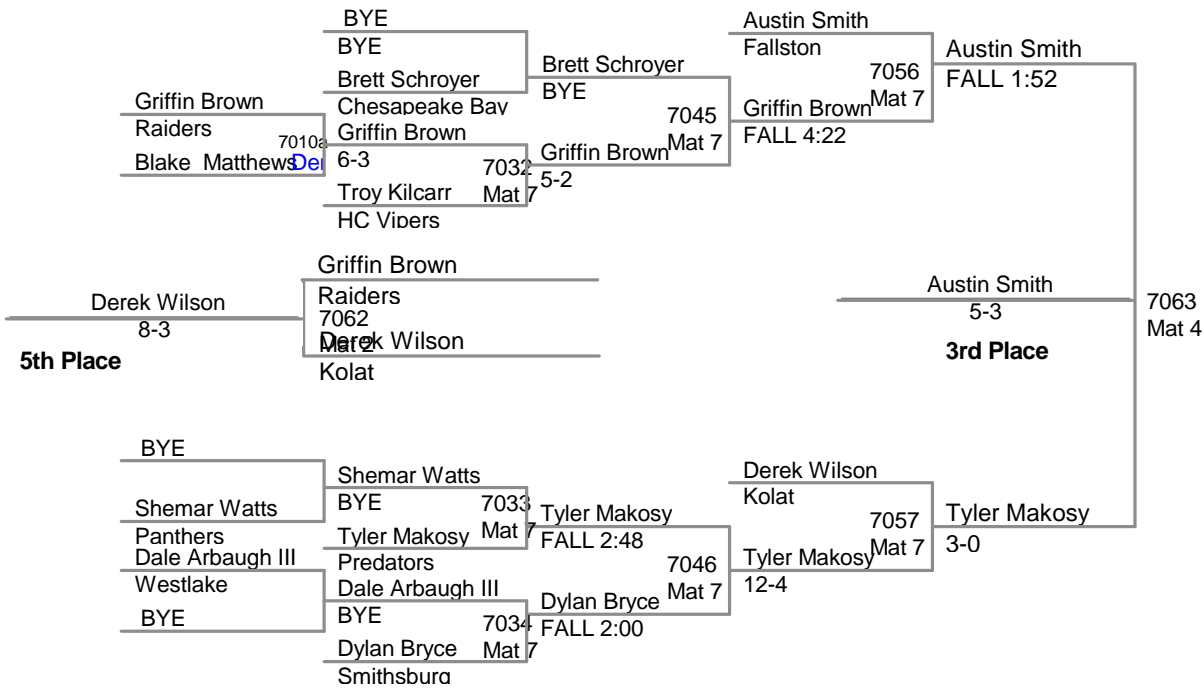 BYE
BYE
Brett Schroyer
Chesapeake Bay
Griffin Brown
Raiders
7010a
Blake Matthews
Griffin Brown
6-3
Troy Kilcarr
HC Vipers
7032
Mat 7
Brett Schroyer
BYE
Griffin Brown
5-2
7045
Mat 7
Austin Smith
Fallston
Griffin Brown
FALL 4:22
7056
Mat 7
Austin Smith
FALL 1:52
Griffin Brown
Raiders
7062
Mat 2
Derek Wilson
Kolat
Derek Wilson
8-3
5th Place
Austin Smith
5-3
3rd Place
7063
Mat 4
BYE
Shemar Watts
Panthers
Dale Arbaugh III
Westlake
BYE
Shemar Watts
BYE
Tyler Makosy
Predators
7033
Mat 7
Dale Arbaugh III
BYE
Dylan Bryce
Smithsburg
7034
Mat 7
Tyler Makosy
FALL 2:48
Dylan Bryce
FALL 2:00
7046
Mat 7
Derek Wilson
Kolat
Tyler Makosy
12-4
7057
Mat 7
Tyler Makosy
3-0